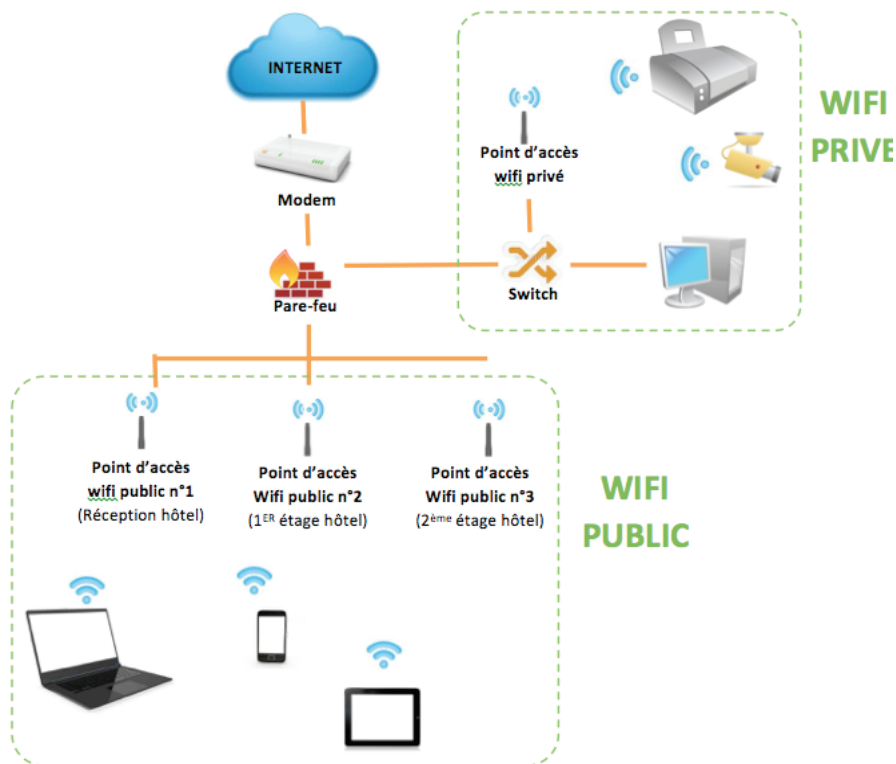 INTERNET
Modem
Pare-feu
Point d'accès
wifi privé
Switch
WIFI
PRIVE
Point d'accès
wifi public n°1
(Réception hôtel)
Point d'accès
Wifi public n°2
(1ER étage hôtel)
Point d'accès
Wifi public n°3
(2ème étage hôtel)
WIFI
PUBLIC